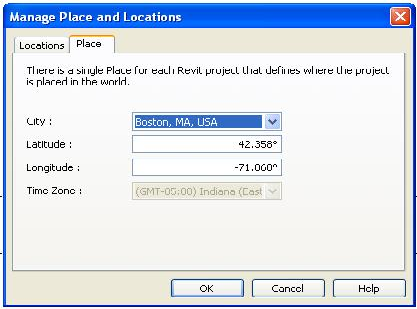 Manage Place and Locations
Locations Place
There is a single Place for each Revit project that defines where the project
is placed in the world.
City : Boston, MA, USA
Latitude : 42.358°
Longitude : -71.060°
Time Zone : (GMT-05:00) Indiana (East
OK Cancel Help